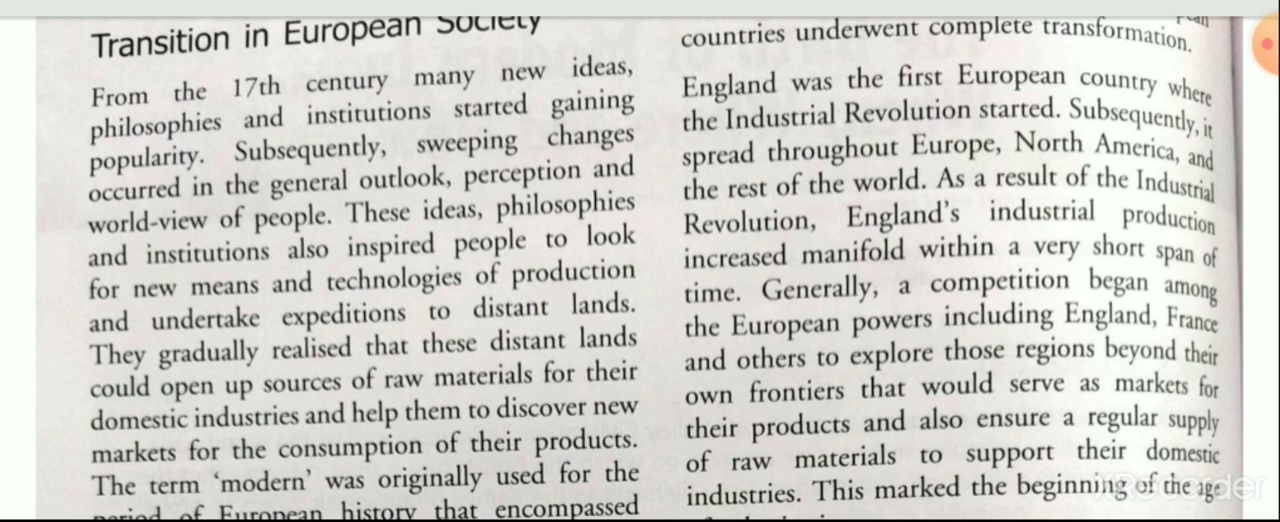 Transition in European Society
From the 17th century many new ideas,
philosophies and institutions started gaining
popularity. Subsequently, sweeping changes
occurred in the general outlook, perception and
world-view of people. These ideas, philosophies
and institutions also inspired people to look
for new means and technologies of production
and undertake expeditions to distant lands.
They gradually realised that these distant lands
could open up sources of raw materials for their
domestic industries and help them to discover new
markets for the consumption of their products.
The term ‘modern’ was originally used for the
period of European history that encompassed
countries underwent complete transformation.
England was the first European country where
the Industrial Revolution started. Subsequently, it
spread throughout Europe, North America, and
the rest of the world. As a result of the Industrial
Revolution, England’s industrial production
increased manifold within a very short span of
time. Generally, a competition began among
the European powers including England, France
and others to explore those regions beyond their
own frontiers that would serve as markets for
their products and also ensure a regular supply
of raw materials to support their domestic
industries. This marked the beginning of the age
XRecorder